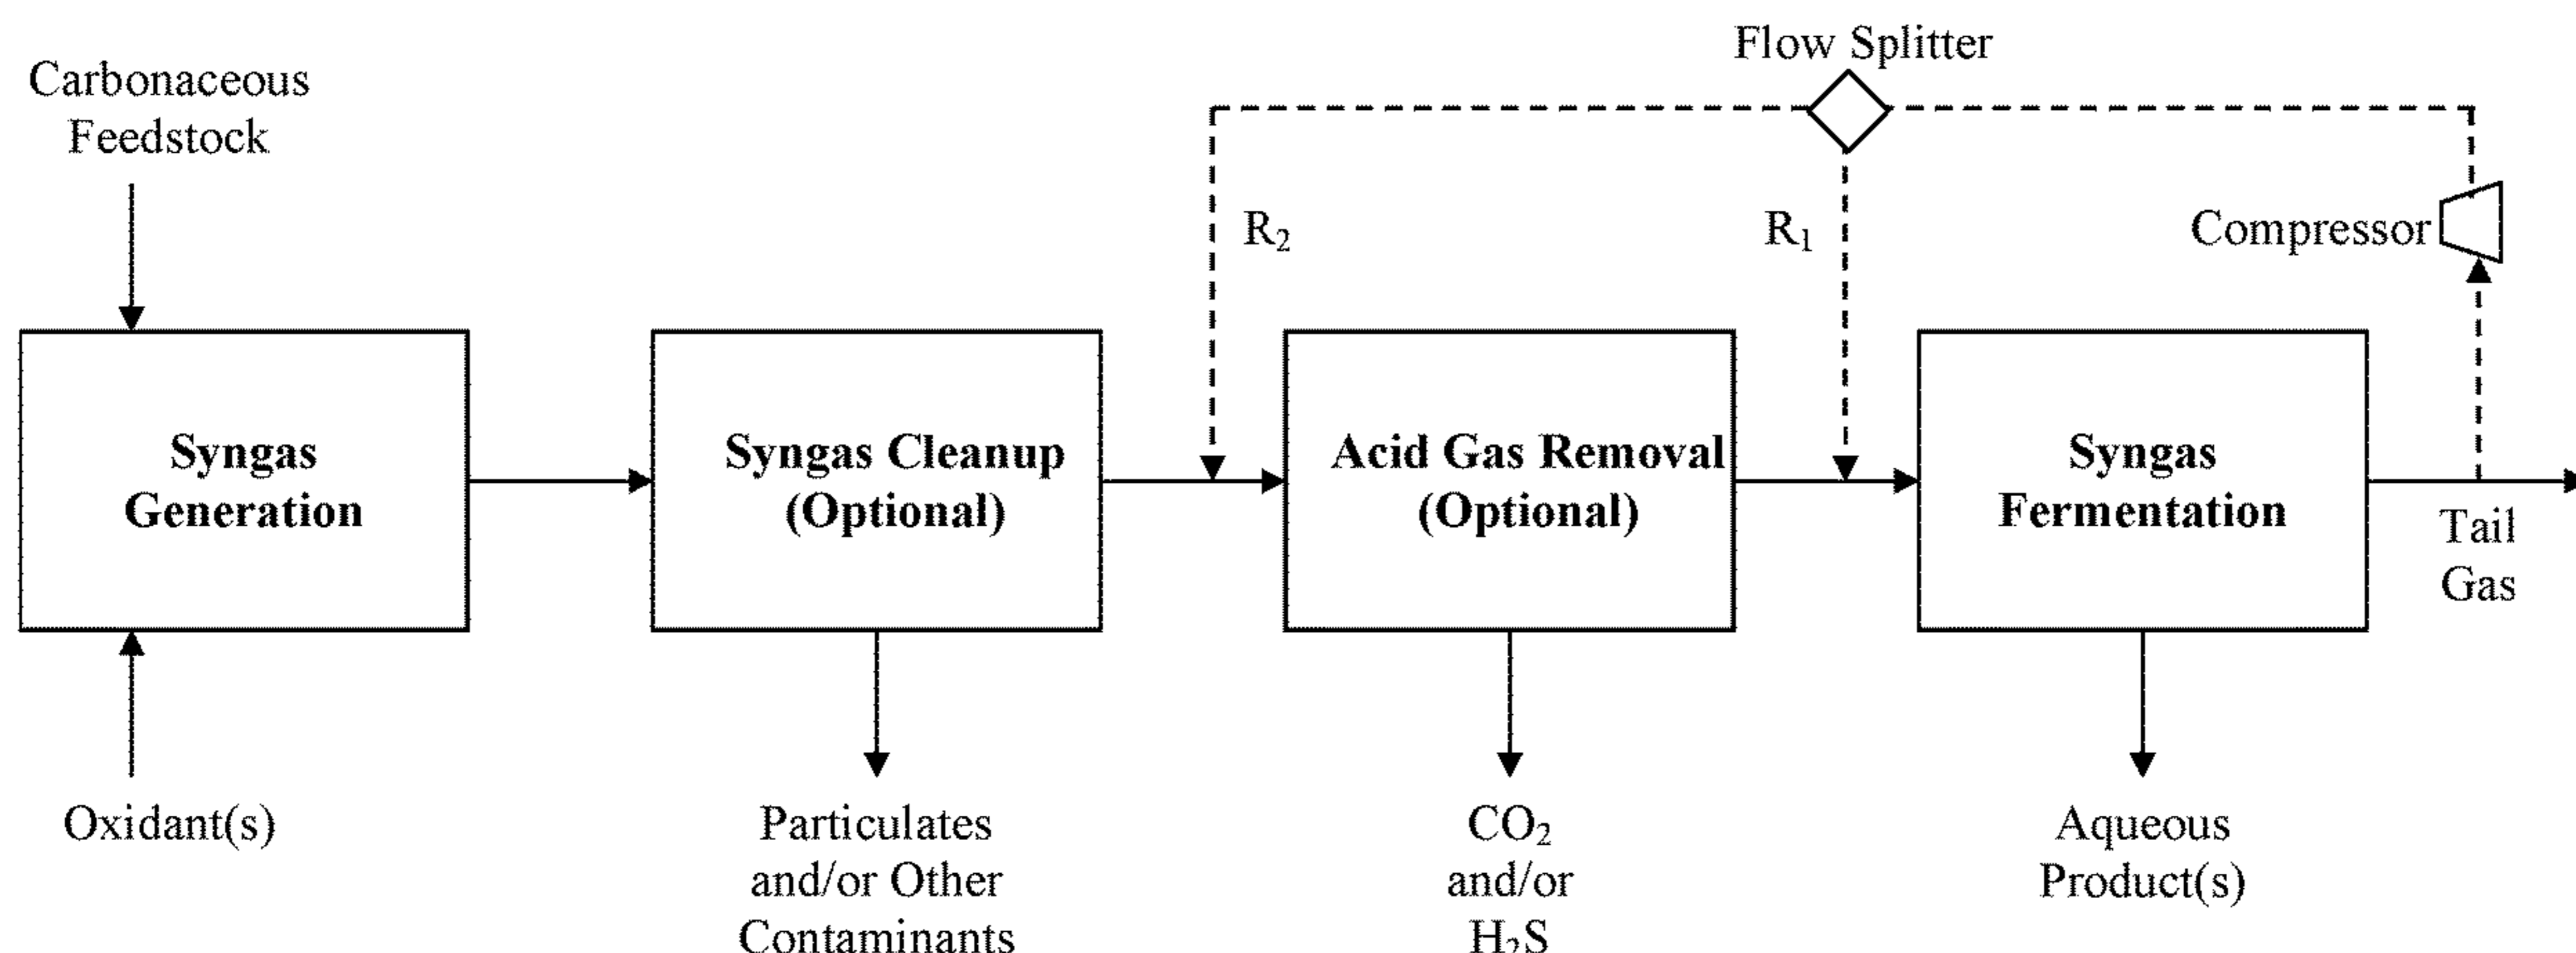 Flow Splitter
Carbonaceous
Feedstock
R₂
R₁
Compressor
Syngas
Generation
Syngas Cleanup
(Optional)
Acid Gas Removal
(Optional)
Syngas
Fermentation
Tail
Gas
Oxidant(s)
Particulates
and/or Other
Contaminants
CO₂
and/or
H₂S
Aqueous
Product(s)